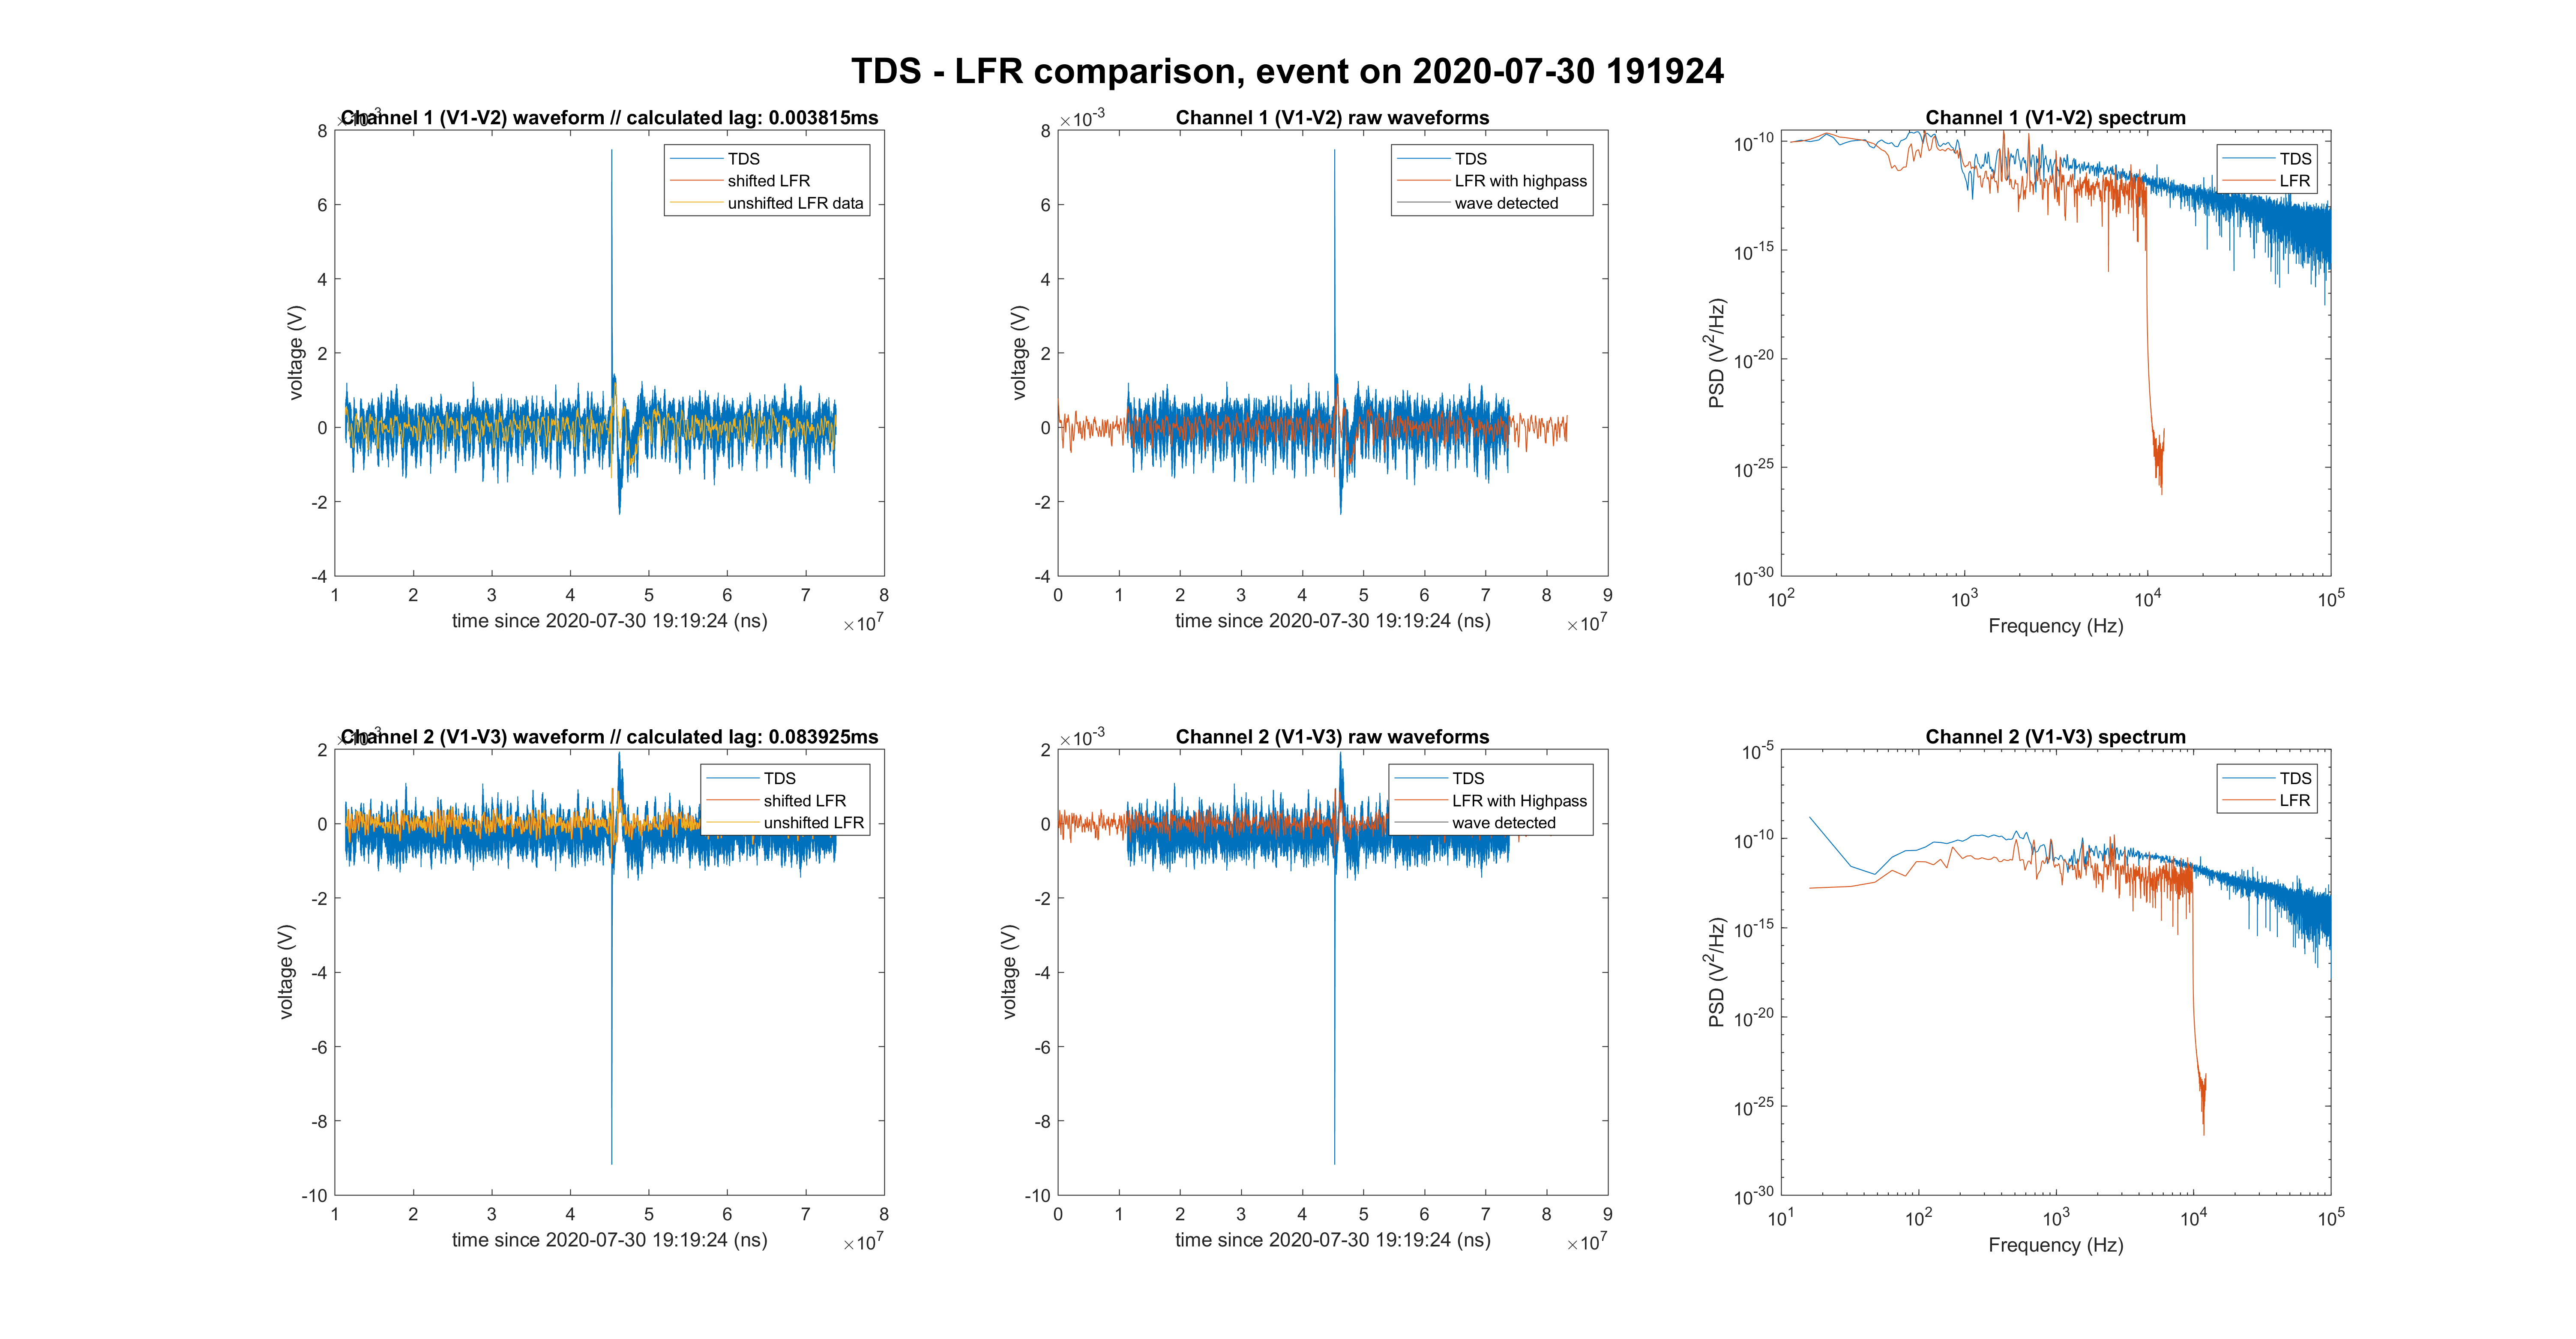 TDS - LFR comparison, event on 2020-07-30 191924
Channel 1 (V1-V2) waveform // calculated lag: 0.003815ms
8
6
4
2
0
-2
-4
voltage (V)
TDS
shifted LFR
unshifted LFR data
1 2 3 4 5 6 7 8
time since 2020-07-30 19:19:24 (ns)
×10^7
Channel 1 (V1-V2) raw waveforms
×10^-3
8
6
4
2
0
-2
-4
voltage (V)
TDS
LFR with highpass
wave detected
0 1 2 3 4 5 6 7 8 9
time since 2020-07-30 19:19:24 (ns)
×10^7
Channel 1 (V1-V2) spectrum
10^-10
10^-15
10^-20
10^-25
10^-30
PSD (V^2/Hz)
TDS
LFR
10^2 10^3 10^4 10^5
Frequency (Hz)
Channel 2 (V1-V3) waveform // calculated lag: 0.083925ms
2
0
-2
-4
-6
-8
-10
voltage (V)
TDS
shifted LFR
unshifted LFR
1 2 3 4 5 6 7 8
time since 2020-07-30 19:19:24 (ns)
×10^7
Channel 2 (V1-V3) raw waveforms
×10^-3
2
0
-2
-4
-6
-8
-10
voltage (V)
TDS
LFR with Highpass
wave detected
0 1 2 3 4 5 6 7 8 9
time since 2020-07-30 19:19:24 (ns)
×10^7
Channel 2 (V1-V3) spectrum
10^-5
10^-10
10^-15
10^-20
10^-25
10^-30
PSD (V^2/Hz)
TDS
LFR
10^1 10^2 10^3 10^4 10^5
Frequency (Hz)